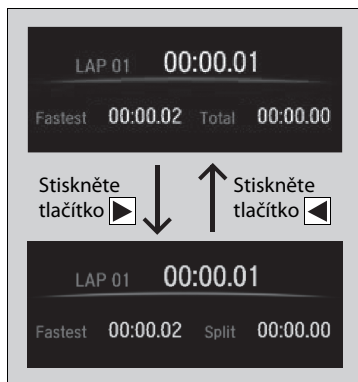 LAP 01 00:00.01
Fastest 00:00.02 Total 00:00.00
Stiskněte
tlačítko ▶
Stiskněte
tlačítko ◀
LAP 01 00:00.01
Fastest 00:00.02 Split 00:00.00